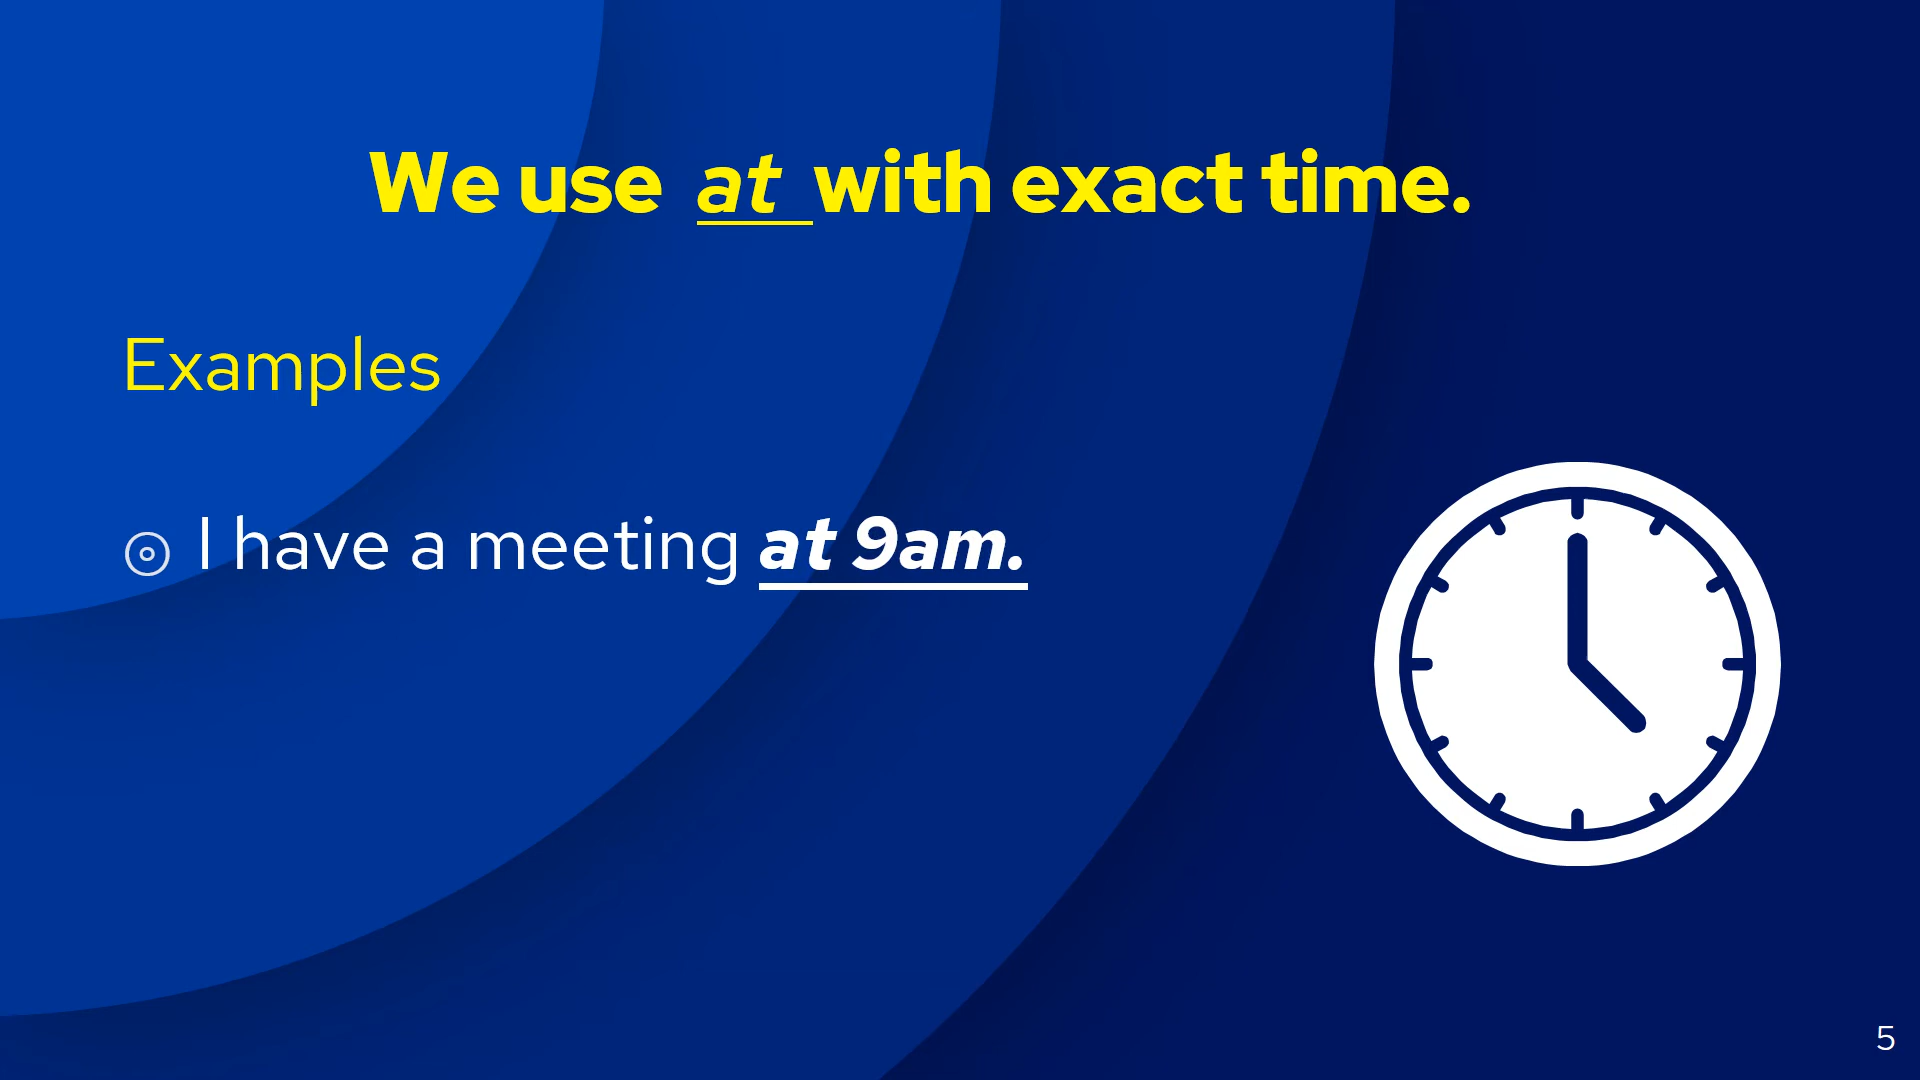 We use at with exact time.
Examples
I have a meeting at 9am.
5